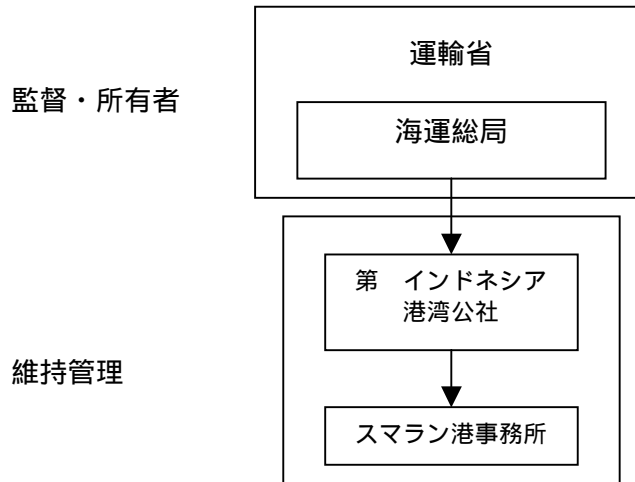 運輸省
監督・所有者
海運総局
第　インドネシア
港湾公社
維持管理
スマラン港事務所